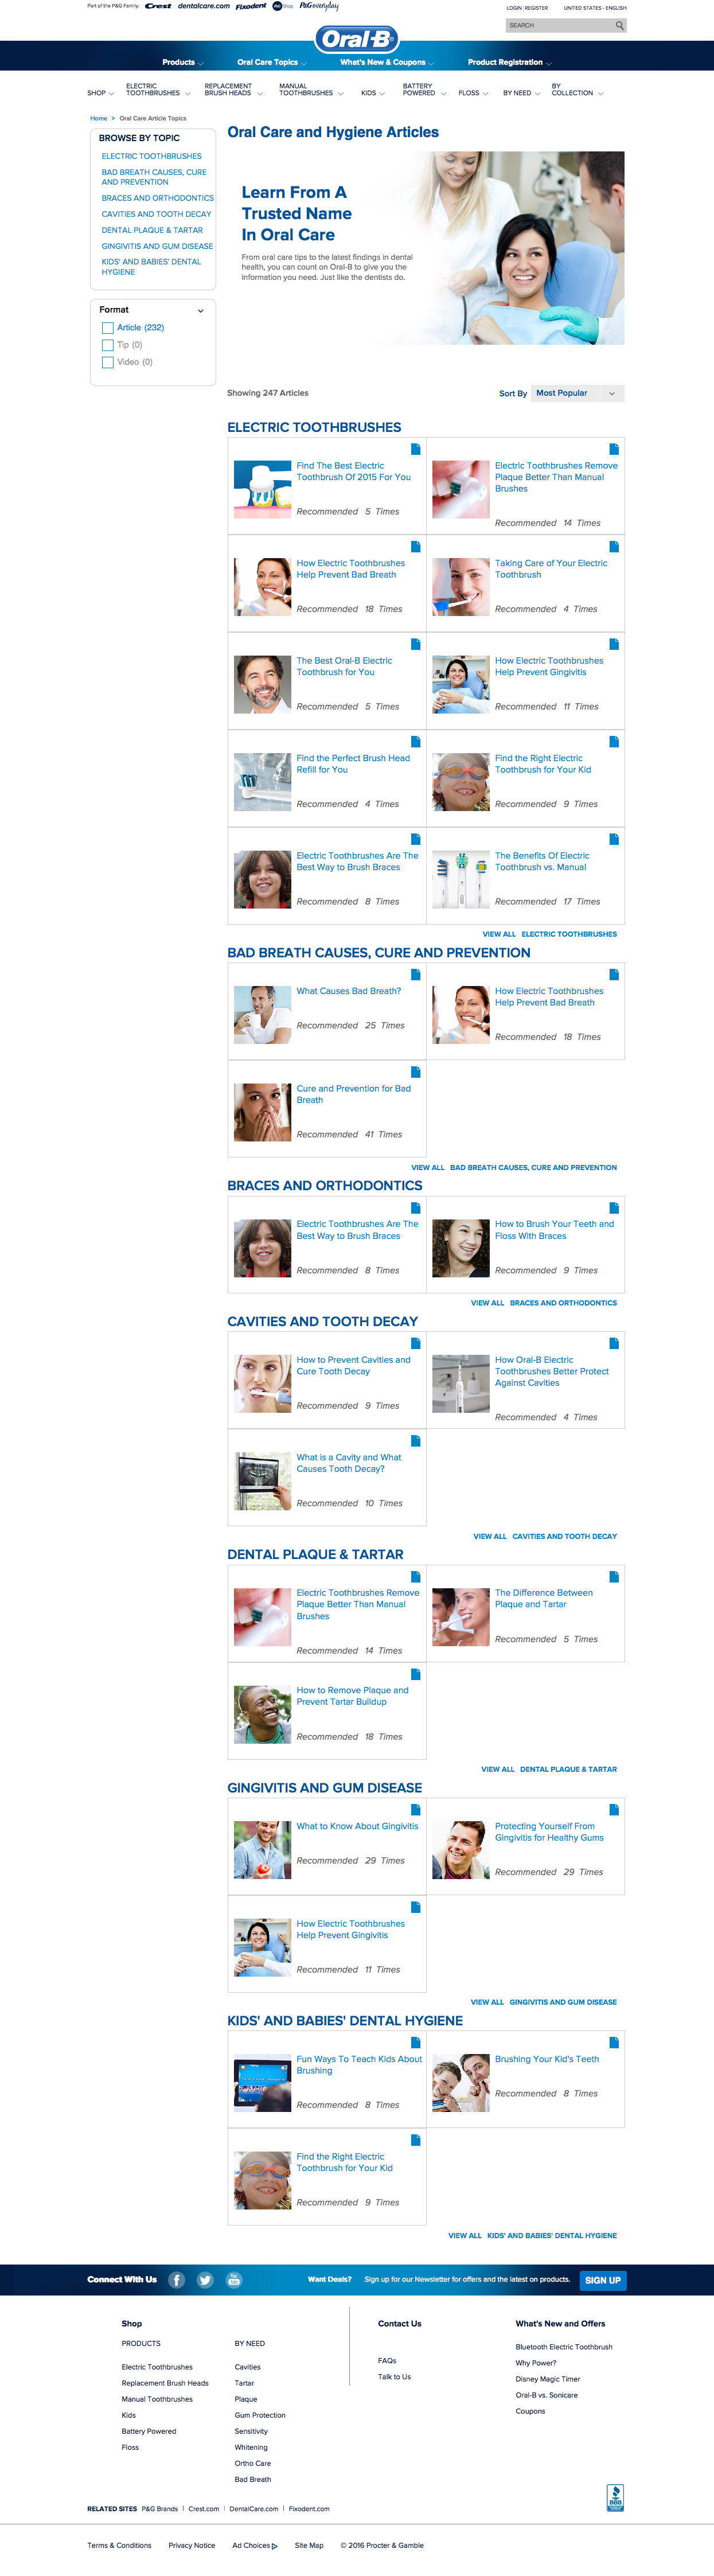 Part of the P&G Family: Crest dentalcare.com Fixodent P&G Shop P&G everyday
LOGIN | REGISTER UNITED STATES - ENGLISH
SEARCH
Oral-B
Products Oral Care Topics What's New & Coupons Product Registration
SHOP ELECTRIC TOOTHBRUSHES REPLACEMENT BRUSH HEADS MANUAL TOOTHBRUSHES KIDS BATTERY POWERED FLOSS BY NEED BY COLLECTION
Home > Oral Care Article Topics
BROWSE BY TOPIC
ELECTRIC TOOTHBRUSHES
BAD BREATH CAUSES, CURE
AND PREVENTION
BRACES AND ORTHODONTICS
CAVITIES AND TOOTH DECAY
DENTAL PLAQUE & TARTAR
GINGIVITIS AND GUM DISEASE
KIDS' AND BABIES' DENTAL
HYGIENE
Format
Article (232)
Tip (0)
Video (0)
Oral Care and Hygiene Articles
Learn From A
Trusted Name
In Oral Care
From oral care tips to the latest findings in dental
health, you can count on Oral-B to give you the
information you need. Just like the dentists do.
Showing 247 Articles
Sort By Most Popular
ELECTRIC TOOTHBRUSHES
Find The Best Electric
Toothbrush Of 2015 For You
Recommended 5 Times
Electric Toothbrushes Remove
Plaque Better Than Manual
Brushes
Recommended 14 Times
How Electric Toothbrushes
Help Prevent Bad Breath
Recommended 18 Times
Taking Care of Your Electric
Toothbrush
Recommended 4 Times
The Best Oral-B Electric
Toothbrush for You
Recommended 5 Times
How Electric Toothbrushes
Help Prevent Gingivitis
Recommended 11 Times
Find the Perfect Brush Head
Refill for You
Recommended 4 Times
Find the Right Electric
Toothbrush for Your Kid
Recommended 9 Times
Electric Toothbrushes Are The
Best Way to Brush Braces
Recommended 8 Times
The Benefits Of Electric
Toothbrush vs. Manual
Recommended 17 Times
VIEW ALL ELECTRIC TOOTHBRUSHES
BAD BREATH CAUSES, CURE AND PREVENTION
What Causes Bad Breath?
Recommended 25 Times
How Electric Toothbrushes
Help Prevent Bad Breath
Recommended 18 Times
Cure and Prevention for Bad
Breath
Recommended 41 Times
VIEW ALL BAD BREATH CAUSES, CURE AND PREVENTION
BRACES AND ORTHODONTICS
Electric Toothbrushes Are The
Best Way to Brush Braces
Recommended 8 Times
How to Brush Your Teeth and
Floss With Braces
Recommended 9 Times
VIEW ALL BRACES AND ORTHODONTICS
CAVITIES AND TOOTH DECAY
How to Prevent Cavities and
Cure Tooth Decay
Recommended 9 Times
How Oral-B Electric
Toothbrushes Better Protect
Against Cavities
Recommended 4 Times
What is a Cavity and What
Causes Tooth Decay?
Recommended 10 Times
VIEW ALL CAVITIES AND TOOTH DECAY
DENTAL PLAQUE & TARTAR
Electric Toothbrushes Remove
Plaque Better Than Manual
Brushes
Recommended 14 Times
The Difference Between
Plaque and Tartar
Recommended 5 Times
How to Remove Plaque and
Prevent Tartar Buildup
Recommended 18 Times
VIEW ALL DENTAL PLAQUE & TARTAR
GINGIVITIS AND GUM DISEASE
What to Know About Gingivitis
Recommended 29 Times
Protecting Yourself From
Gingivitis for Healthy Gums
Recommended 29 Times
How Electric Toothbrushes
Help Prevent Gingivitis
Recommended 11 Times
VIEW ALL GINGIVITIS AND GUM DISEASE
KIDS' AND BABIES' DENTAL HYGIENE
Fun Ways To Teach Kids About
Brushing
Recommended 8 Times
Brushing Your Kid's Teeth
Recommended 8 Times
Find the Right Electric
Toothbrush for Your Kid
Recommended 9 Times
VIEW ALL KIDS' AND BABIES' DENTAL HYGIENE
Connect With Us f You Tube Want Deals? Sign up for our Newsletter for offers and the latest on products. SIGN UP
Shop
PRODUCTS
Electric Toothbrushes
Replacement Brush Heads
Manual Toothbrushes
Kids
Battery Powered
Floss
BY NEED
Cavities
Tartar
Plaque
Gum Protection
Sensitivity
Whitening
Ortho Care
Bad Breath
Contact Us
FAQs
Talk to Us
What's New and Offers
Bluetooth Electric Toothbrush
Why Power?
Disney Magic Timer
Oral-B vs. Sonicare
Coupons
BBB
RELATED SITES P&G Brands | Crest.com | DentalCare.com | Fixodent.com
Terms & Conditions Privacy Notice Ad Choices Site Map © 2016 Procter & Gamble